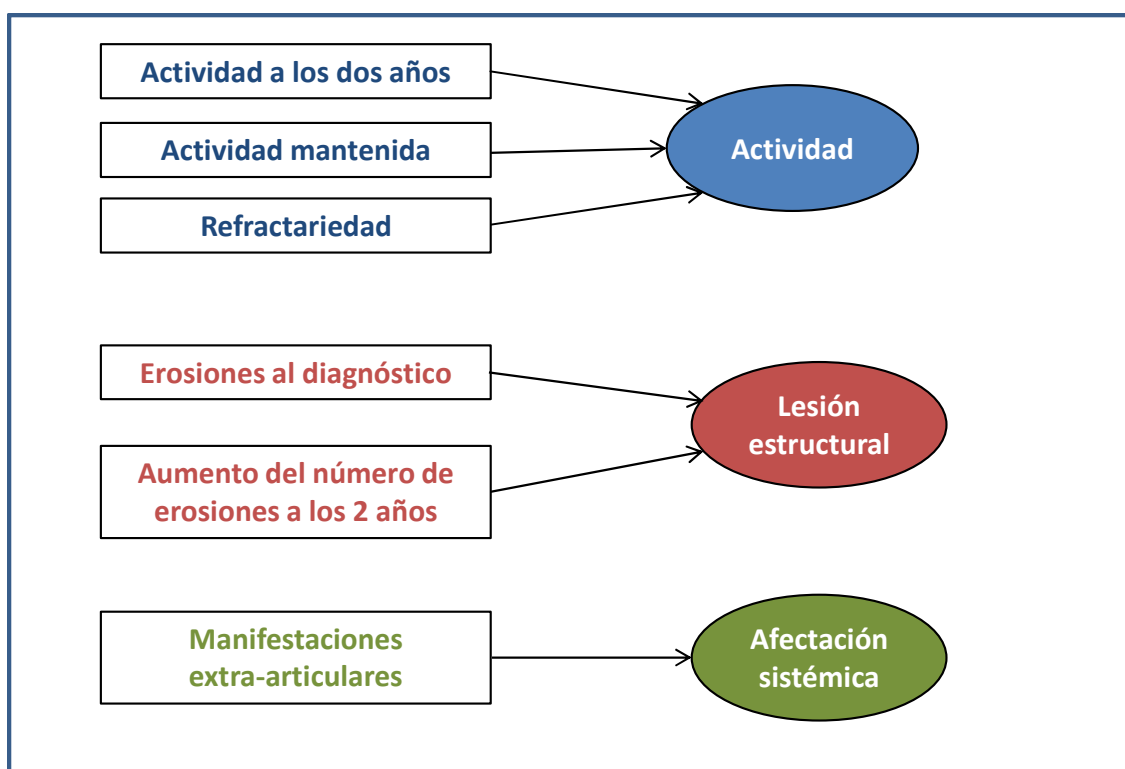 Actividad a los dos años
Actividad mantenida
Refractariedad
Actividad
Erosiones al diagnóstico
Aumento del número de
erosiones a los 2 años
Lesión
estructural
Manifestaciones
extra-articulares
Afectación
sistémica